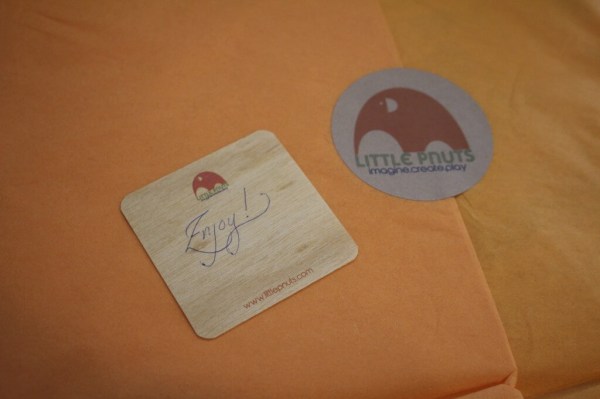 LITTLE PNUTS
imagine.create.play
Enjoy!
www.littlepnuts.com